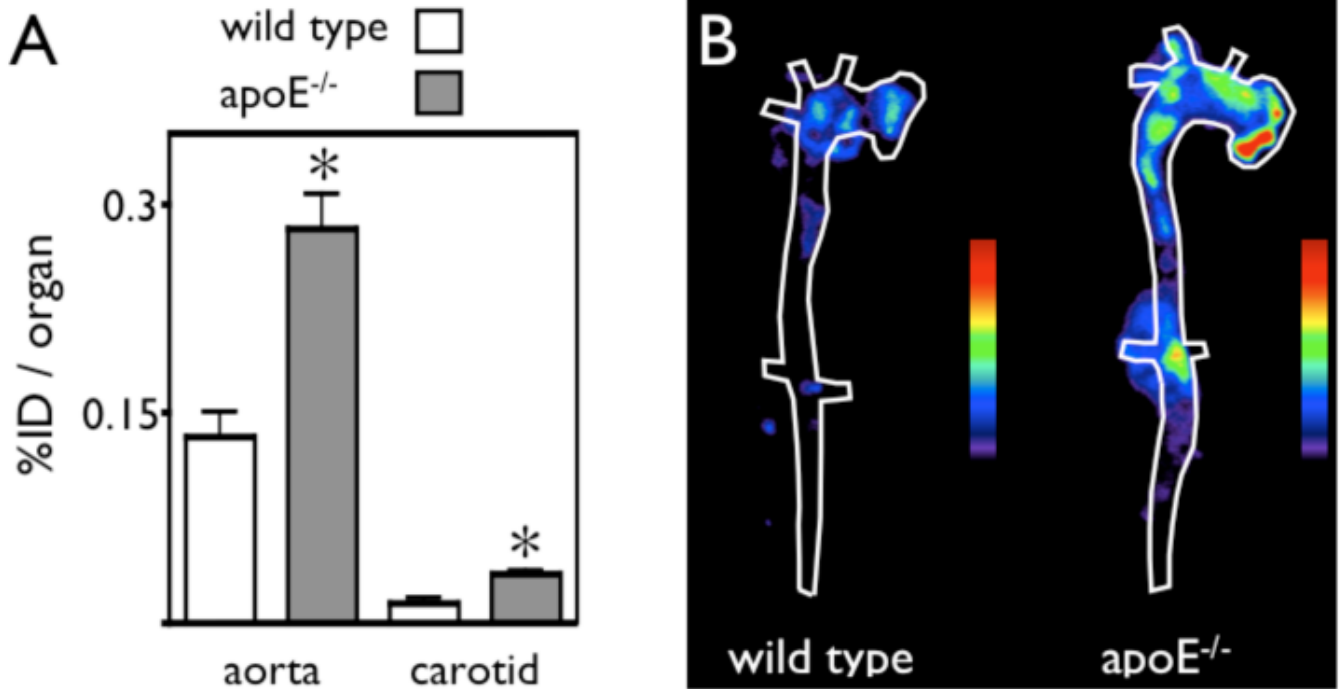 A
wild type
apoE-/-
%ID / organ
0.3
0.15
*
*
aorta
carotid
B
wild type
apoE-/-